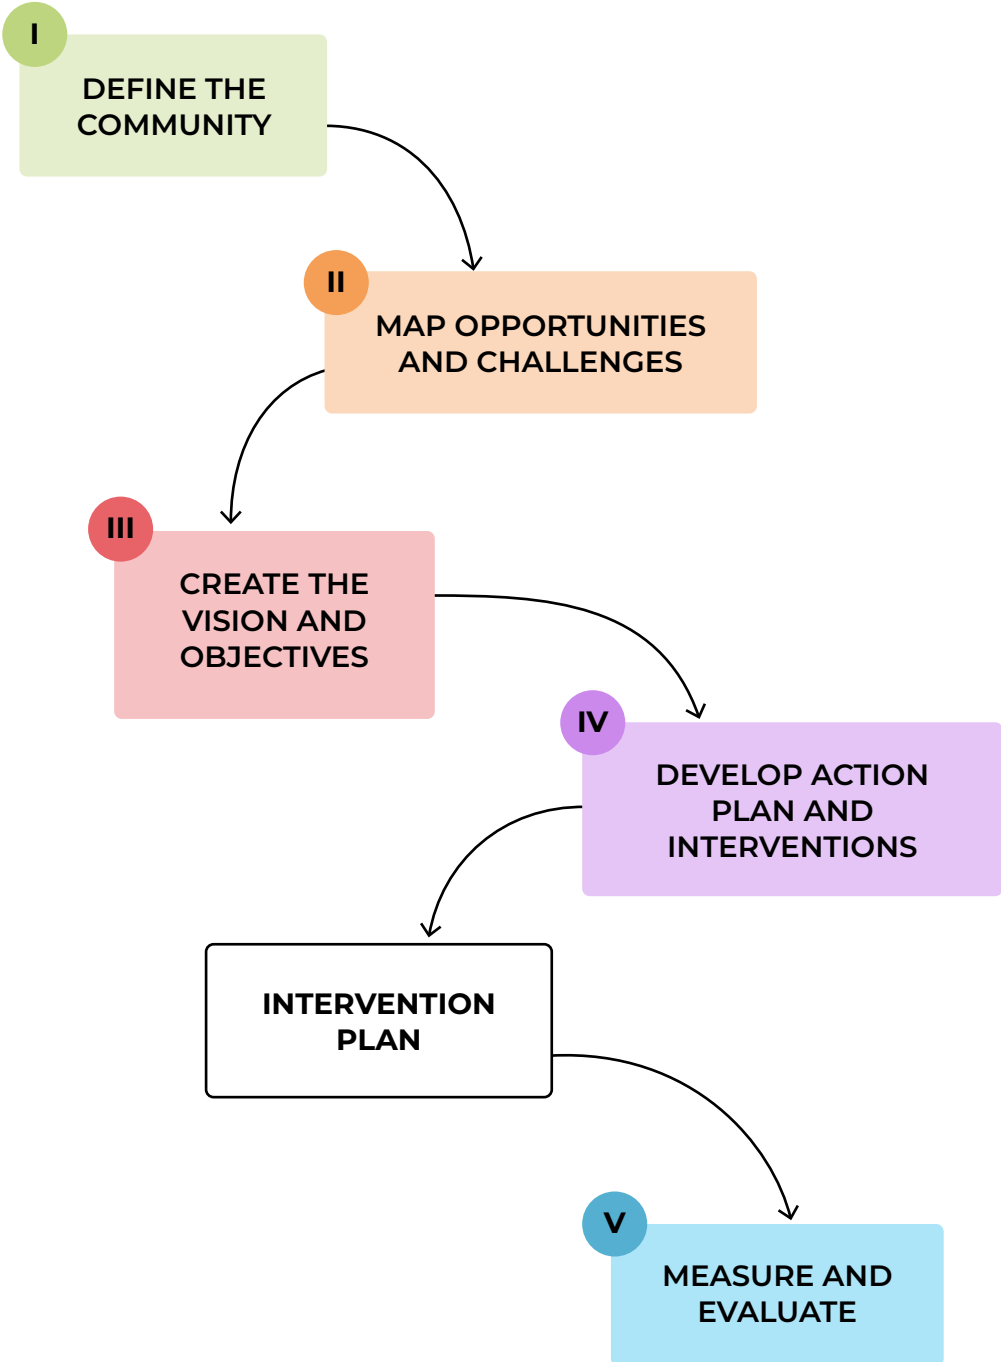 I
DEFINE THE
COMMUNITY
II
MAP OPPORTUNITIES
AND CHALLENGES
III
CREATE THE
VISION AND
OBJECTIVES
IV
DEVELOP ACTION
PLAN AND
INTERVENTIONS
INTERVENTION
PLAN
V
MEASURE AND
EVALUATE